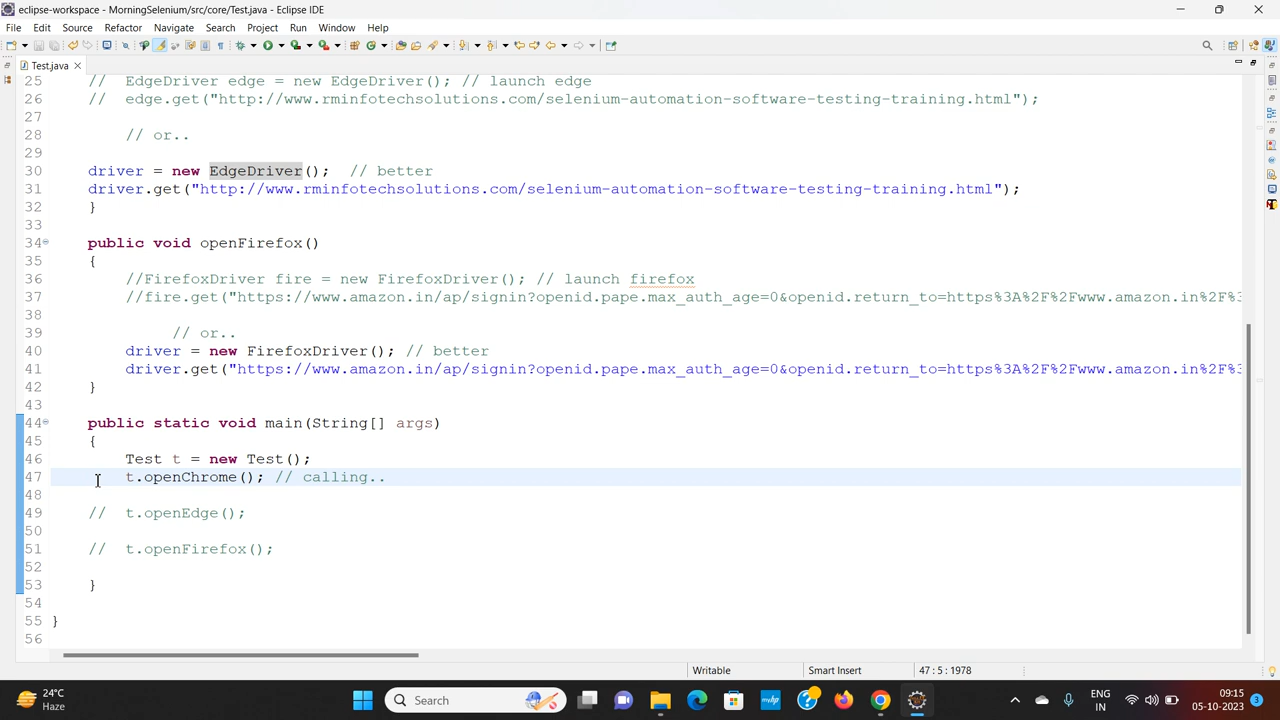 eclipse-workspace - MorningSelenium/src/core/Test.java - Eclipse IDE
File Edit Source Refactor Navigate Search Project Run Window Help
Test.java
25 // EdgeDriver edge = new EdgeDriver(); // launch edge
26 // edge.get("http://www.rminfotechsolutions.com/selenium-automation-software-testing-training.html");
27
28 // or..
29
30 driver = new EdgeDriver(); // better
31 driver.get("http://www.rminfotechsolutions.com/selenium-automation-software-testing-training.html");
32 }
33
34 public void openFirefox()
35 {
36 //FirefoxDriver fire = new FirefoxDriver(); // launch firefox
37 //fire.get("https://www.amazon.in/ap/signin?openid.pape.max_auth_age=0&openid.return_to=https%3A%2F%2Fwww.amazon.in%2F%3
38
39 // or..
40 driver = new FirefoxDriver(); // better
41 driver.get("https://www.amazon.in/ap/signin?openid.pape.max_auth_age=0&openid.return_to=https%3A%2F%2Fwww.amazon.in%2F%3
42 }
43
44 public static void main(String[] args)
45 {
46 Test t = new Test();
47 t.openChrome(); // calling..
48
49 // t.openEdge();
50
51 // t.openFirefox();
52
53 }
54
55 }
56
Writable Smart Insert 47 : 5 : 1978
24°C
Haze
Search
ENG
IN
09:15
05-10-2023
3